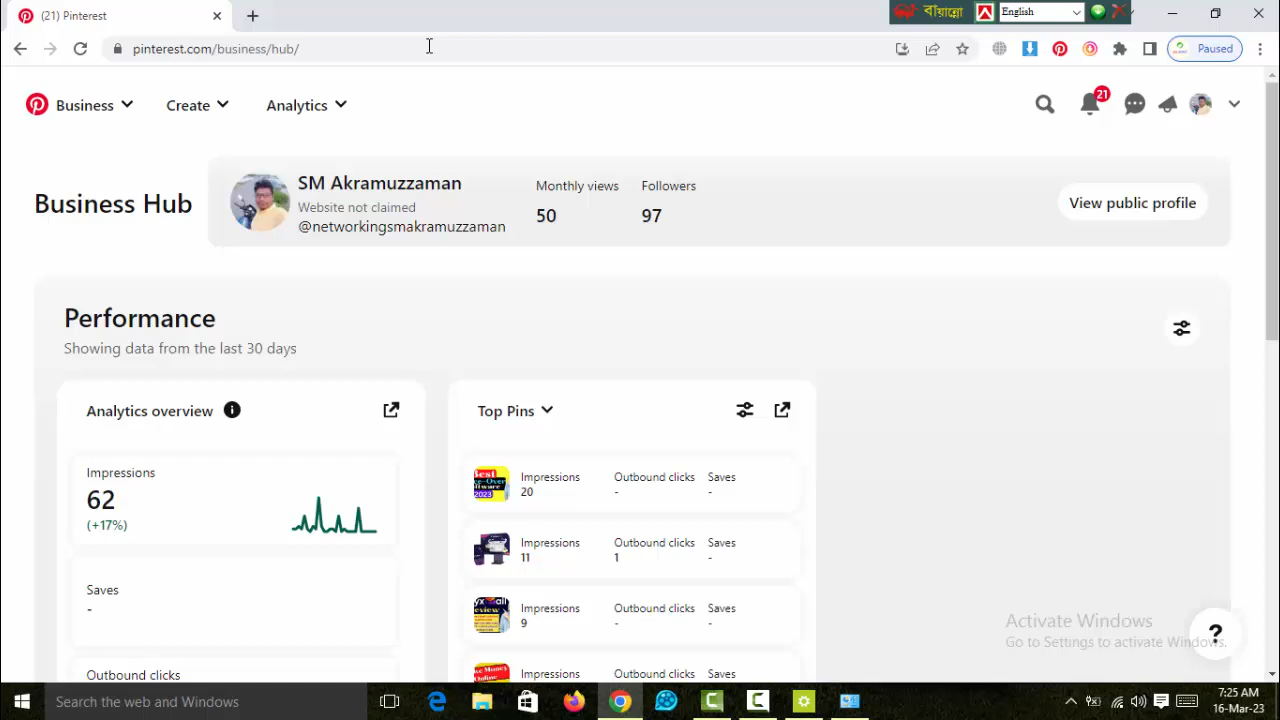 (21) Pinterest
বায়ান্নো
English
pinterest.com/business/hub/
Paused
Business
Create
Analytics
21
Business Hub
SM Akramuzzaman
Website not claimed
@networkingsmakramuzzaman
Monthly views
50
Followers
97
View public profile
Performance
Showing data from the last 30 days
Analytics overview
Impressions
62
(+17%)
Saves
-
Outbound clicks
Top Pins
Impressions Outbound clicks Saves
20 - -
Impressions Outbound clicks Saves
11 1 -
Impressions Outbound clicks Saves
9 - -
Impressions Outbound clicks Saves
Activate Windows
Go to Settings to activate Windows.
?
Search the web and Windows
7:25 AM
16-Mar-23